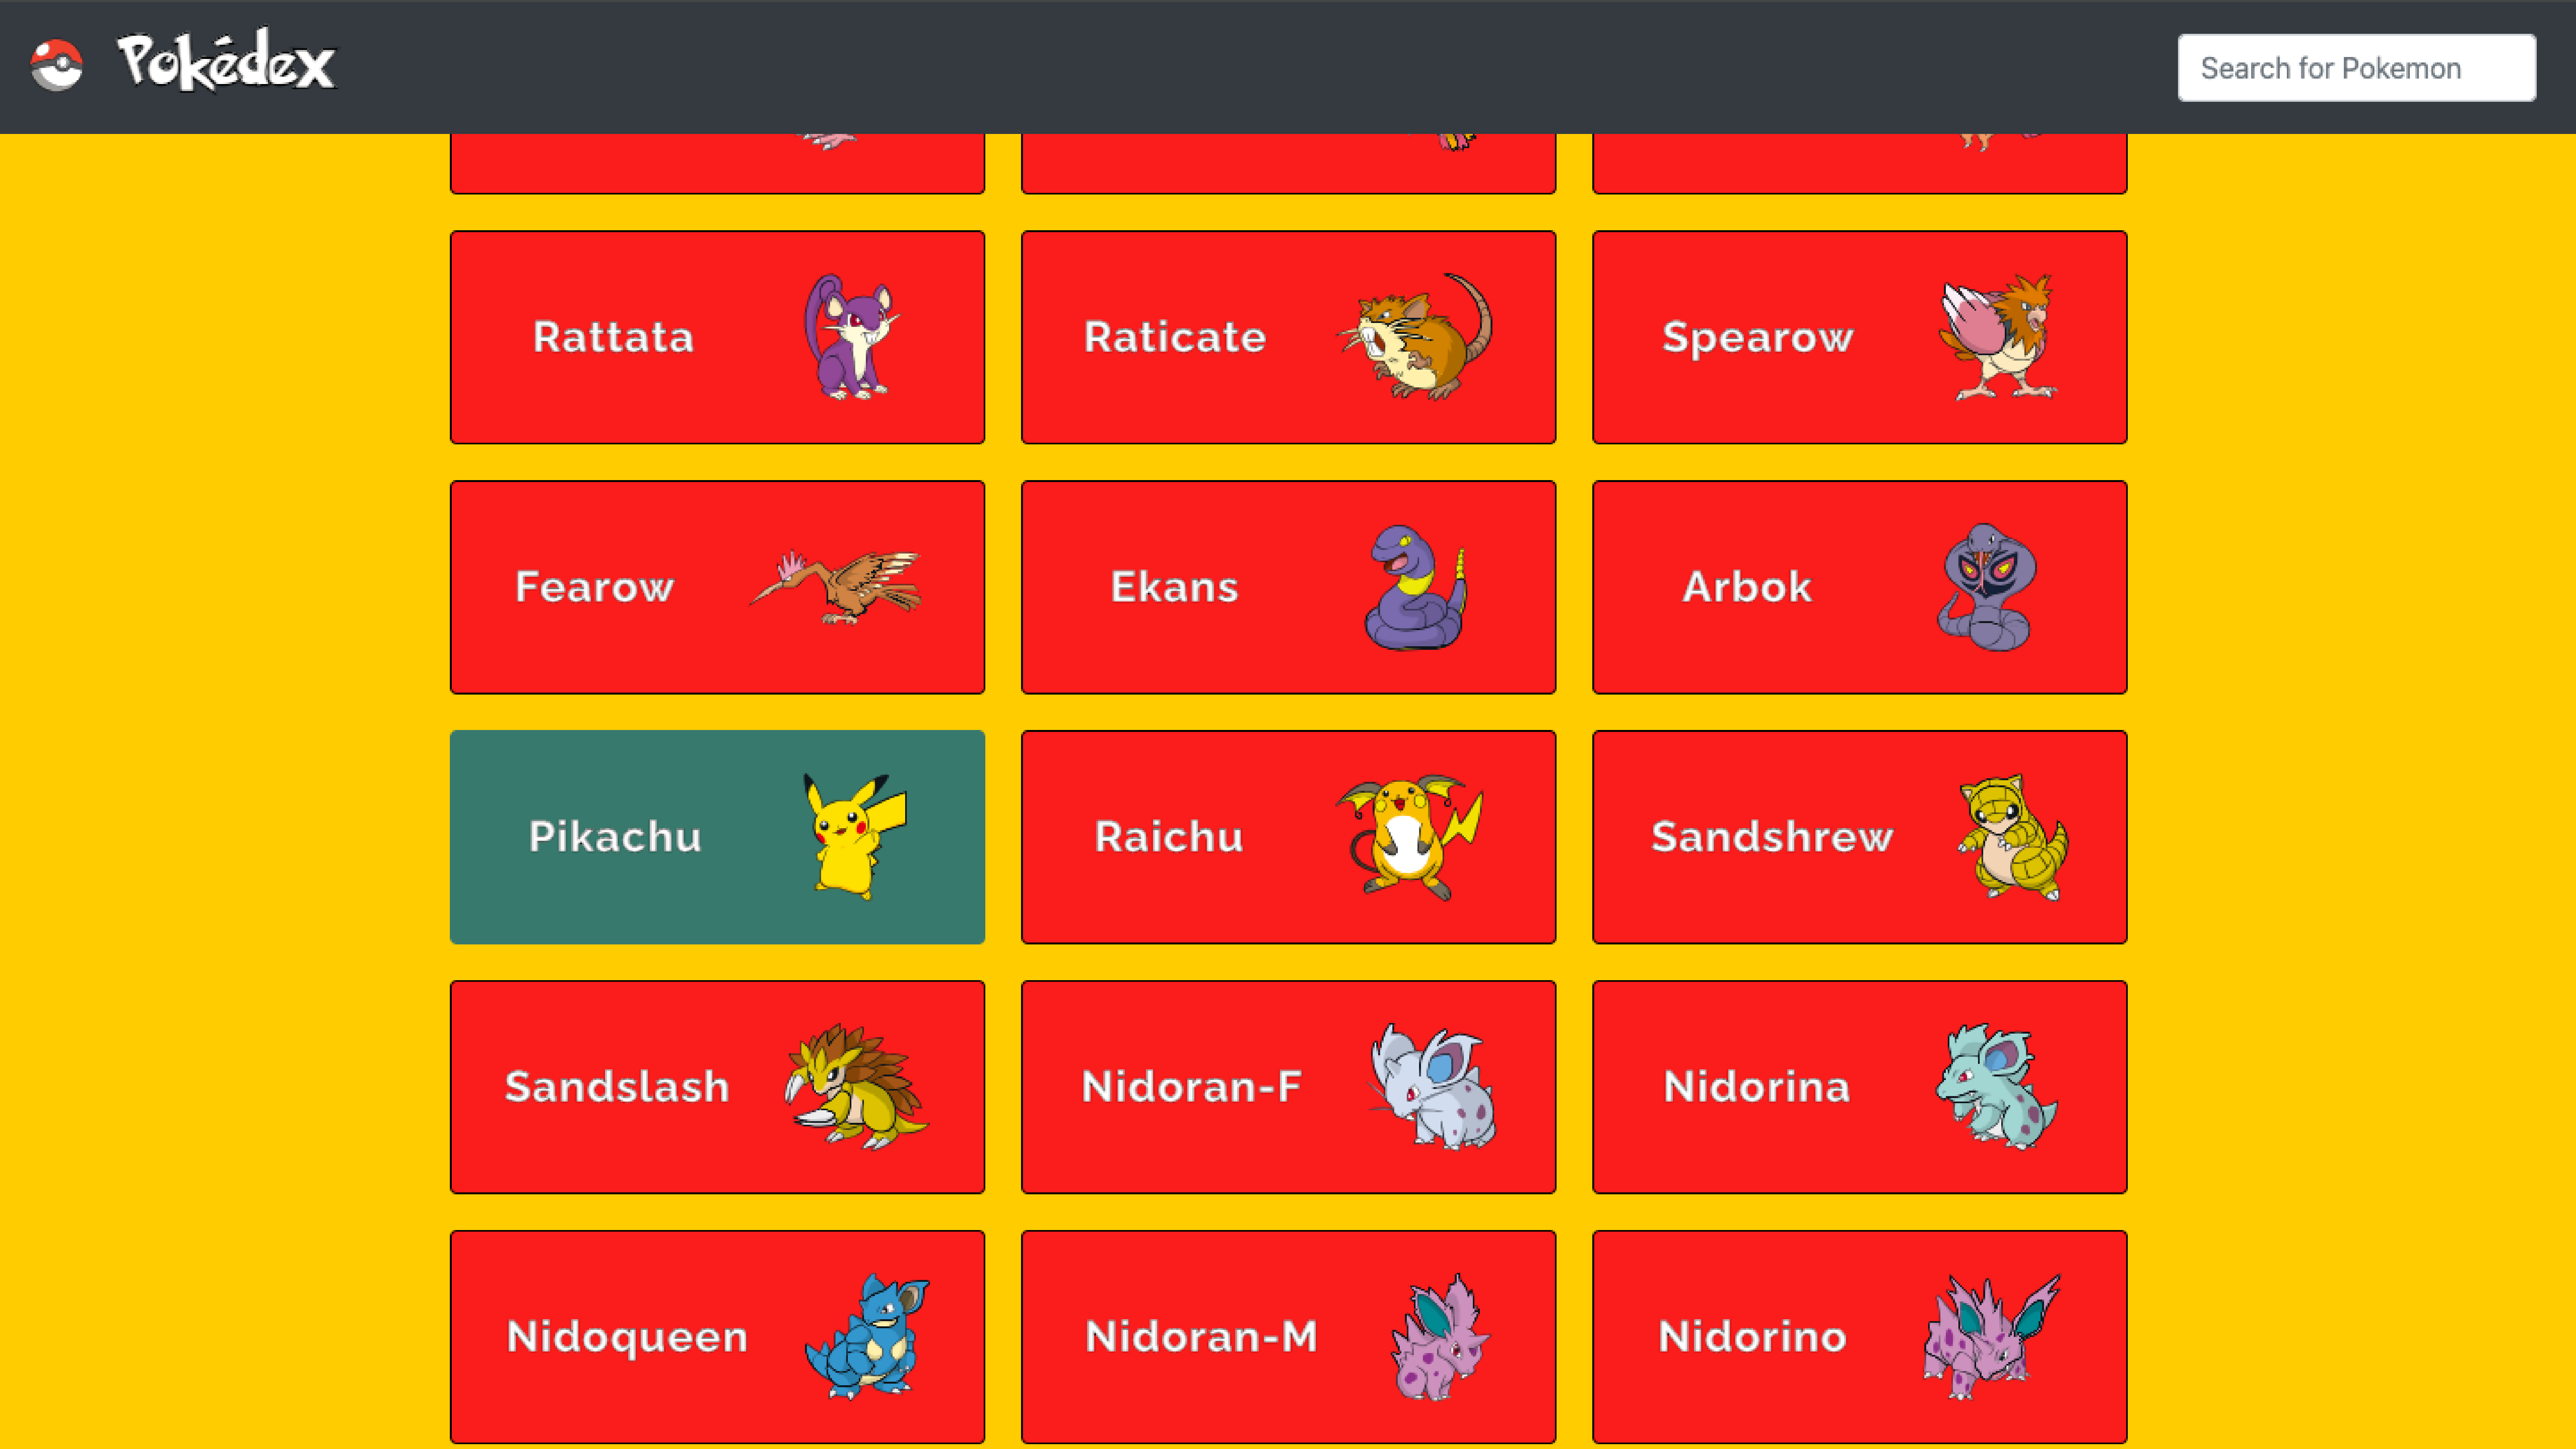 Pokédex
Search for Pokemon
Rattata
Raticate
Spearow
Fearow
Ekans
Arbok
Pikachu
Raichu
Sandshrew
Sandslash
Nidoran-F
Nidorina
Nidoqueen
Nidoran-M
Nidorino